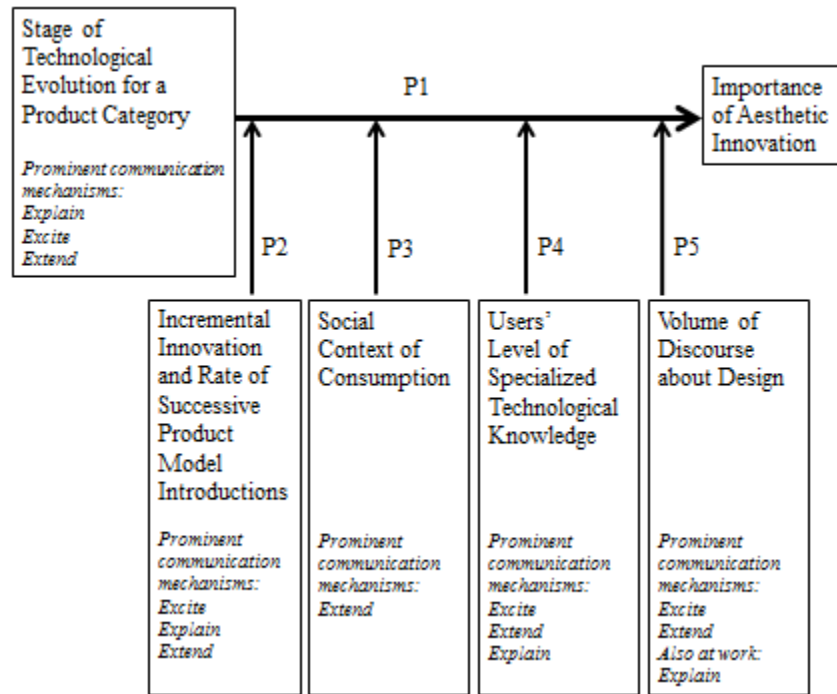 Stage of
Technological
Evolution for a
Product Category
Prominent communication
mechanisms:
Explain
Excite
Extend
P1
Importance
of Aesthetic
Innovation
P2
P3
P4
P5
Incremental
Innovation
and Rate of
Successive
Product
Model
Introductions
Prominent
communication
mechanisms:
Excite
Explain
Extend
Social
Context of
Consumption
Prominent
communication
mechanisms:
Extend
Users’
Level of
Specialized
Technological
Knowledge
Prominent
communication
mechanisms:
Excite
Extend
Explain
Volume of
Discourse
about Design
Prominent
communication
mechanisms:
Excite
Extend
Also at work:
Explain